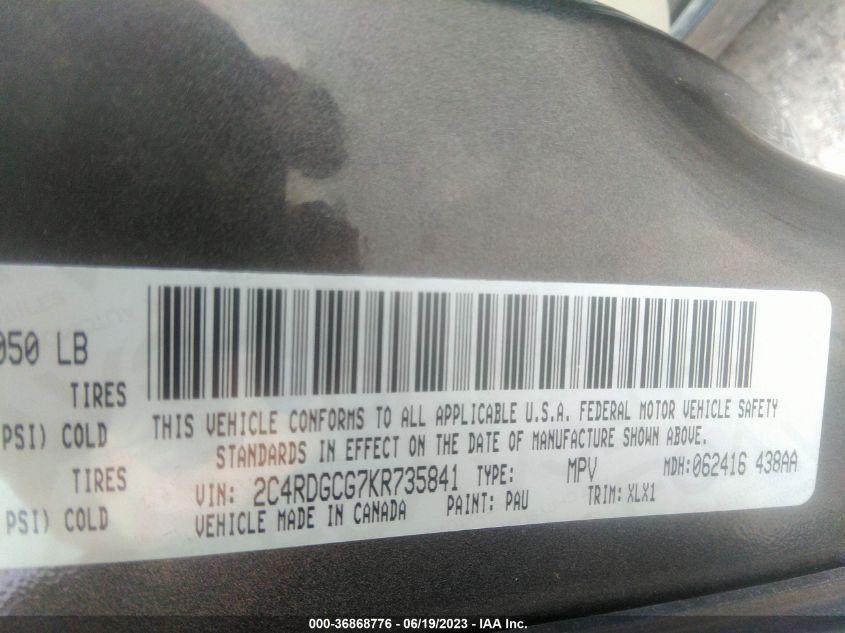 050 LB
TIRES
PSI) COLD
TIRES
PSI) COLD
THIS VEHICLE CONFORMS TO ALL APPLICABLE U.S.A. FEDERAL MOTOR VEHICLE SAFETY
STANDARDS IN EFFECT ON THE DATE OF MANUFACTURE SHOWN ABOVE.
VIN: 2C4RDGCG7KR735841 TYPE: MPV MDH:062416 438AA
VEHICLE MADE IN CANADA PAINT: PAU TRIM: XLX1
000-36868776 - 06/19/2023 - IAA Inc.